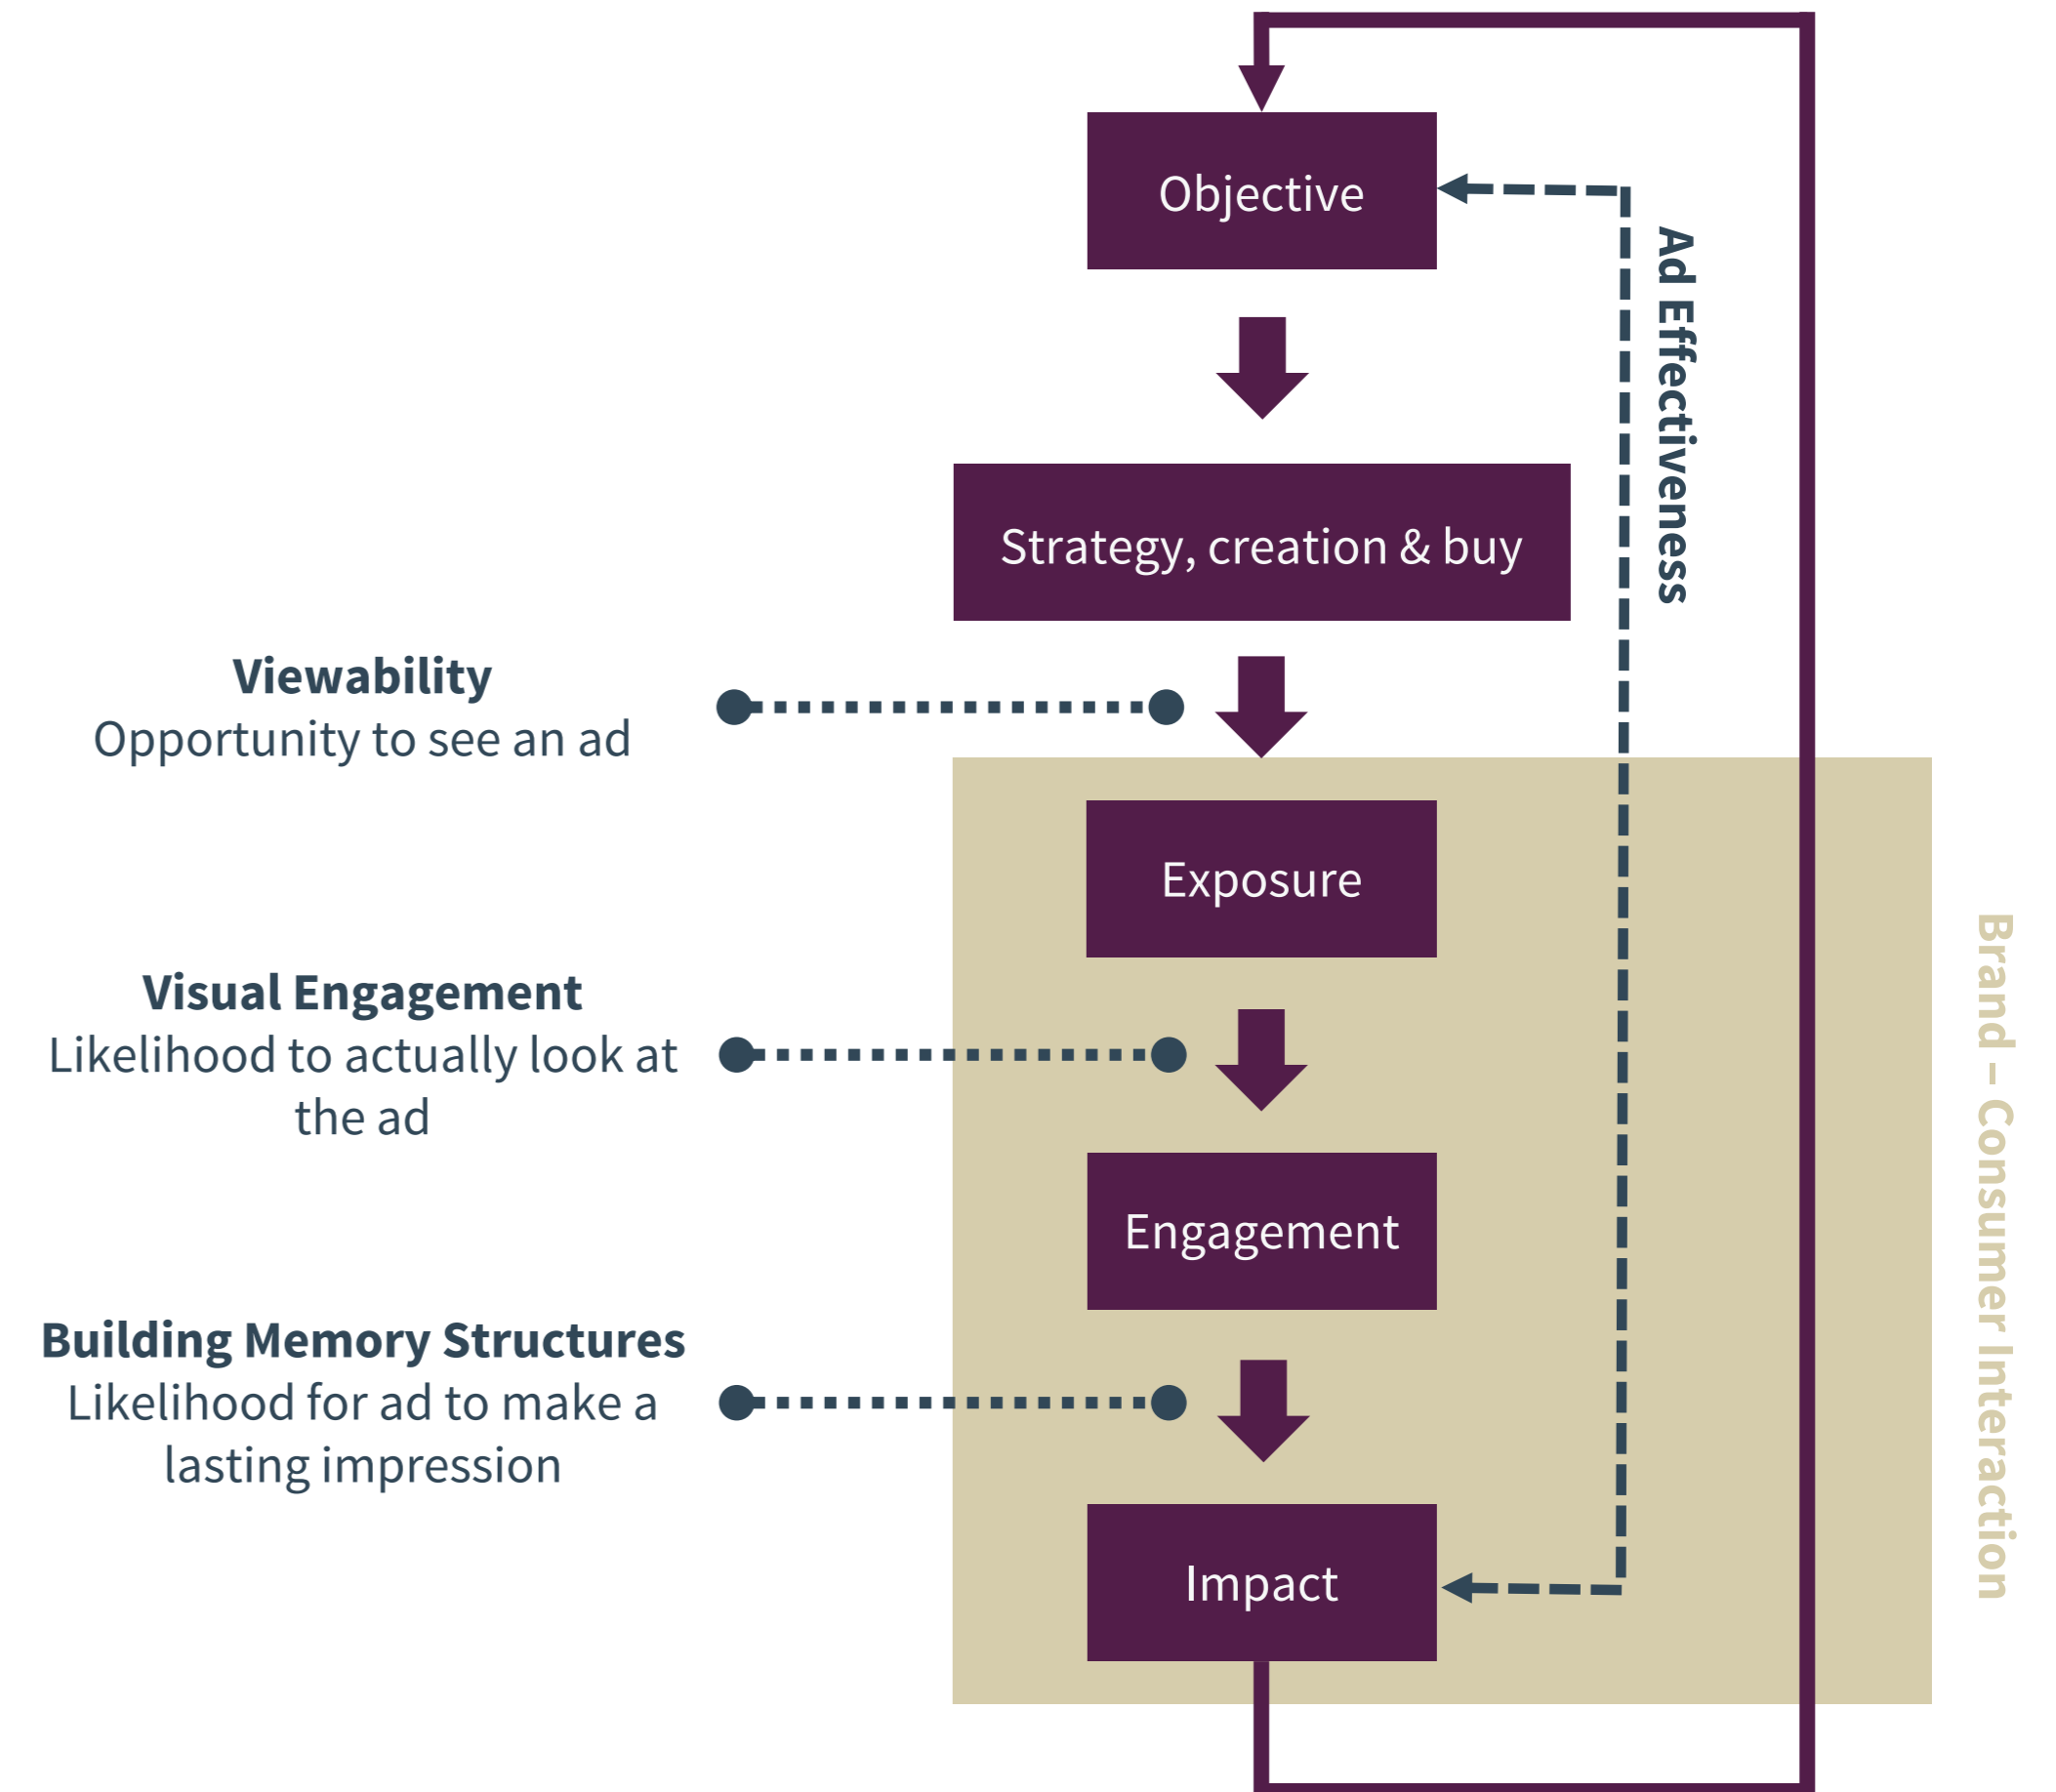 Objective
Ad Effectiveness
Strategy, creation & buy
Viewability
Opportunity to see an ad
Exposure
Visual Engagement
Likelihood to actually look at
the ad
Engagement
Building Memory Structures
Likelihood for ad to make a
lasting impression
Impact
Brand – Consumer Interaction